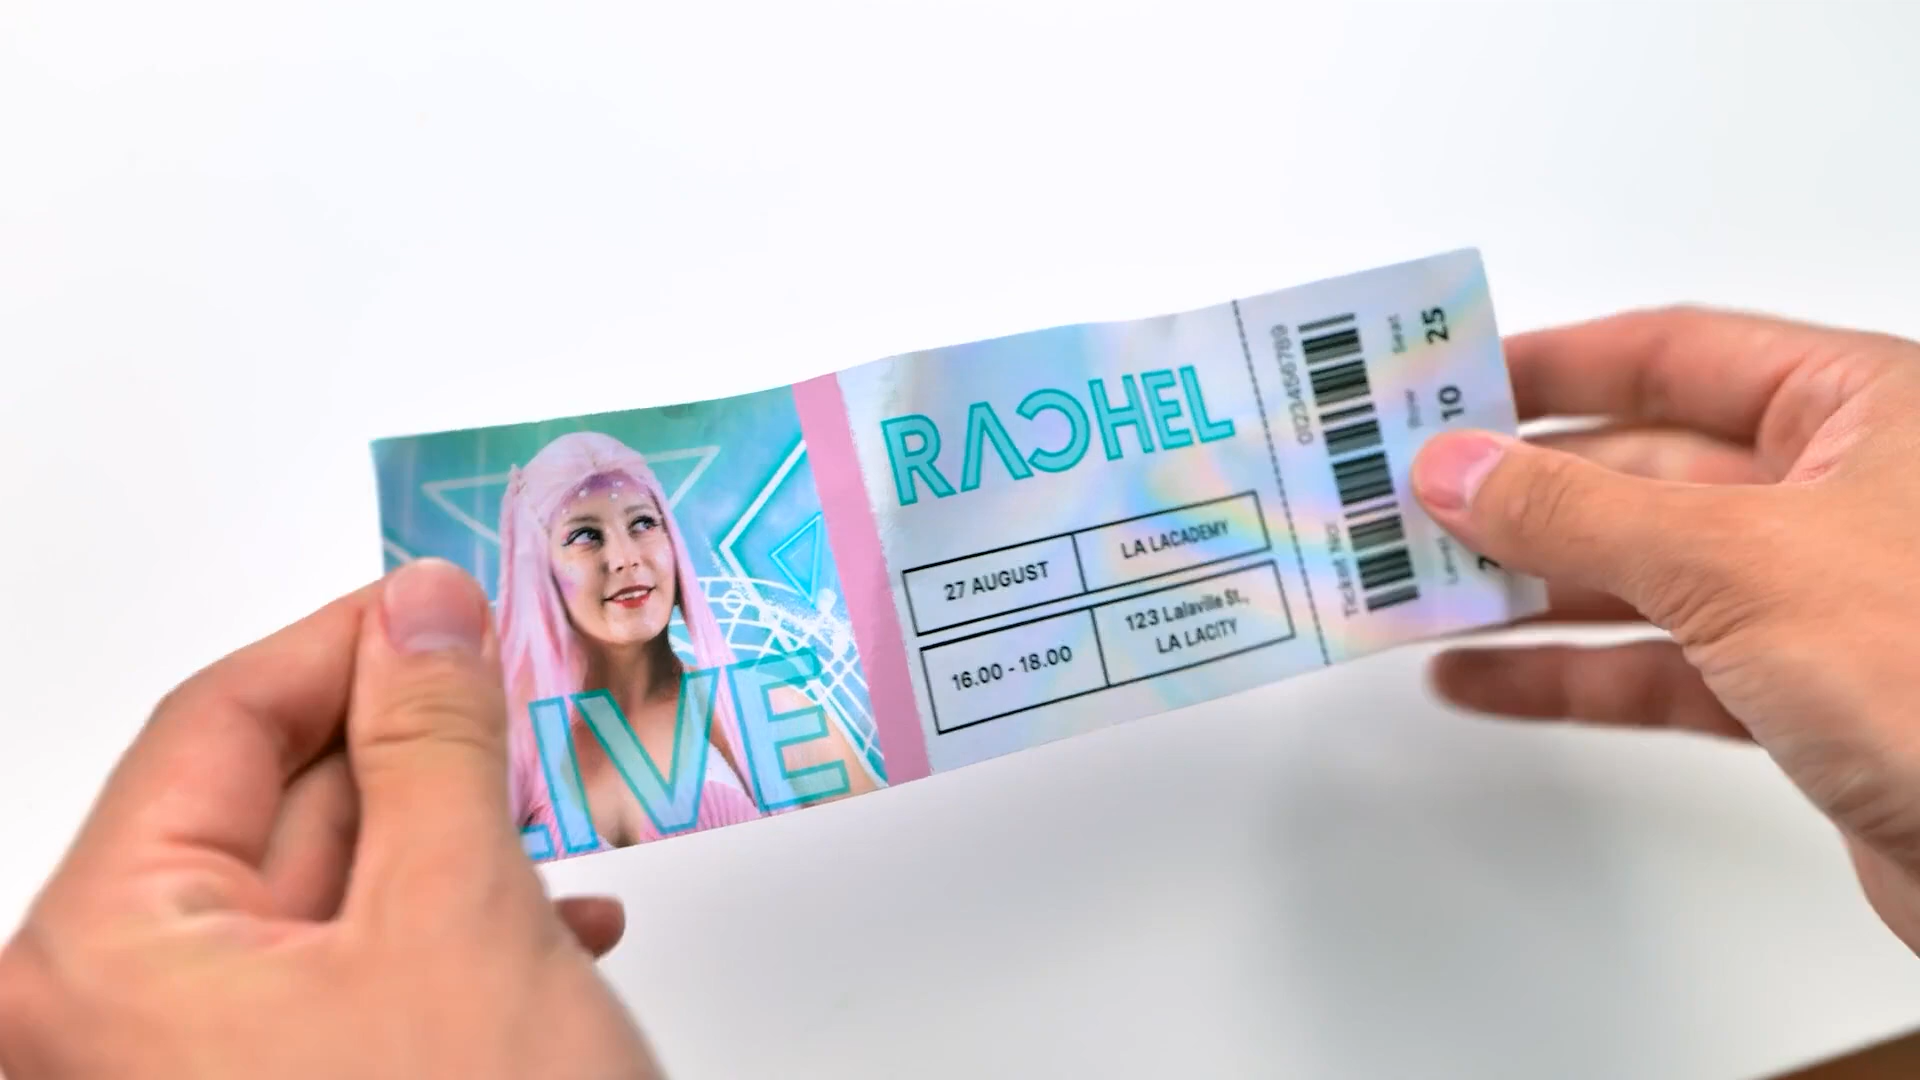 LIVE
RACHEL
27 AUGUST
LA LACADEMY
16.00 - 18.00
123 Lalaville St.,
LA LACITY
Ticket No:
0123456789
Seat
25
Row
10
Level